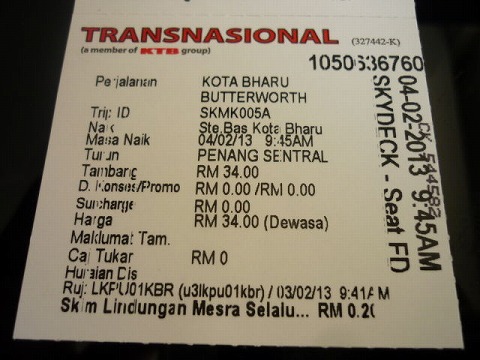 TRANSNASIONAL (327442-K)
(a member of KTB group)
1050636760
Perjalanan KOTA BHARU
BUTTERWORTH
Trip ID SKMK005A
Naik Ste.Bas Kota Bharu
Masa Naik 04/02/13 9:45AM
Turun PENANG SENTRAL
Tambang RM 34.00
D. Konses/Promo RM 0.00 /RM 0.00
Surcharge RM 0.00
Harga RM 34.00 (Dewasa)
Maklumat Tam.
Caj Tukar RM 0
Huraian Dis
Ruj: LKPU01KBR (u3lkpu01kbr) / 03/02/13 9:41AM
Skim Lindungan Mesra Selalu... RM 0.20
04-02-2013 9:45AM
SKYDECK - Seat FD